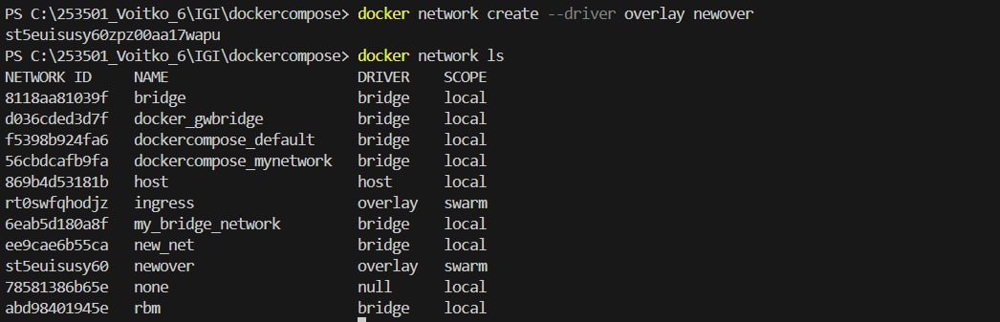 PS C:\253501_Voitko_6\IGI\dockercompose> docker network create --driver overlay newover
st5euisusy60zpz00aa17wapu
PS C:\253501_Voitko_6\IGI\dockercompose> docker network ls
NETWORK ID     NAME                      DRIVER    SCOPE
8118aa81039f   bridge                    bridge    local
d036cded3d7f   docker_gwbridge           bridge    local
f5398b924fa6   dockercompose_default     bridge    local
56cbdcafb9fa   dockercompose_mynetwork   bridge    local
869b4d53181b   host                      host      local
rt0swfqhodjz   ingress                   overlay   swarm
6eab5d180a8f   my_bridge_network         bridge    local
ee9cae6b55ca   new_net                   bridge    local
st5euisusy60   newover                   overlay   swarm
78581386b65e   none                      null      local
abd98401945e   rbm                       bridge    local